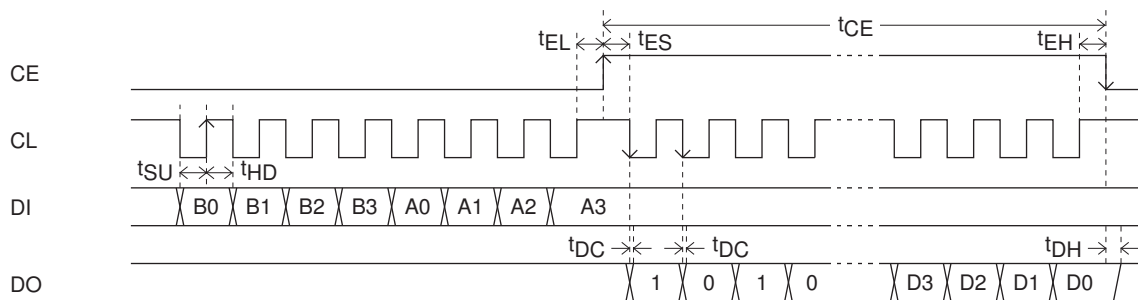 tCE
tEL tES tEH
CE
CL
tSU tHD
DI B0 B1 B2 B3 A0 A1 A2 A3
tDC tDC tDH
DO 1 0 1 0 D3 D2 D1 D0